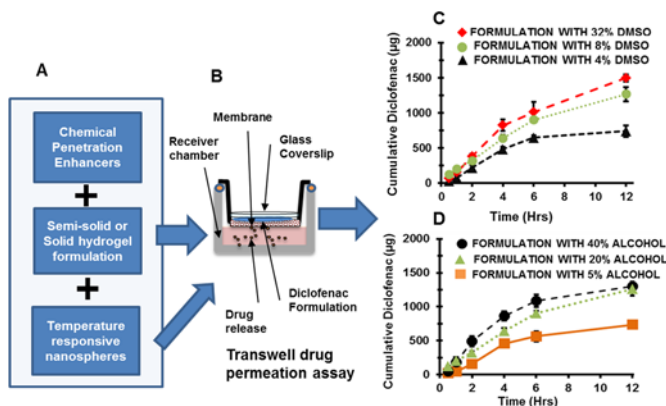 A
Chemical
Penetration
Enhancers
+
Semi-solid or
Solid hydrogel
formulation
+
Temperature
responsive
nanospheres
B
Membrane
Receiver
chamber
Glass
Coverslip
Drug
release
Diclofenac
Formulation
Transwell drug
permeation assay
C
FORMULATION WITH 32% DMSO
FORMULATION WITH 8% DMSO
FORMULATION WITH 4% DMSO
Cumulative Diclofenac (µg)
2500
2000
1500
1000
500
0
0 2 4 6 8 10 12
Time (Hrs)
D
FORMULATION WITH 40% ALCOHOL
FORMULATION WITH 20% ALCOHOL
FORMULATION WITH 5% ALCOHOL
Cumulative Diclofenac (µg)
2500
2000
1500
1000
500
0
0 2 4 6 8 10 12
Time (Hrs)